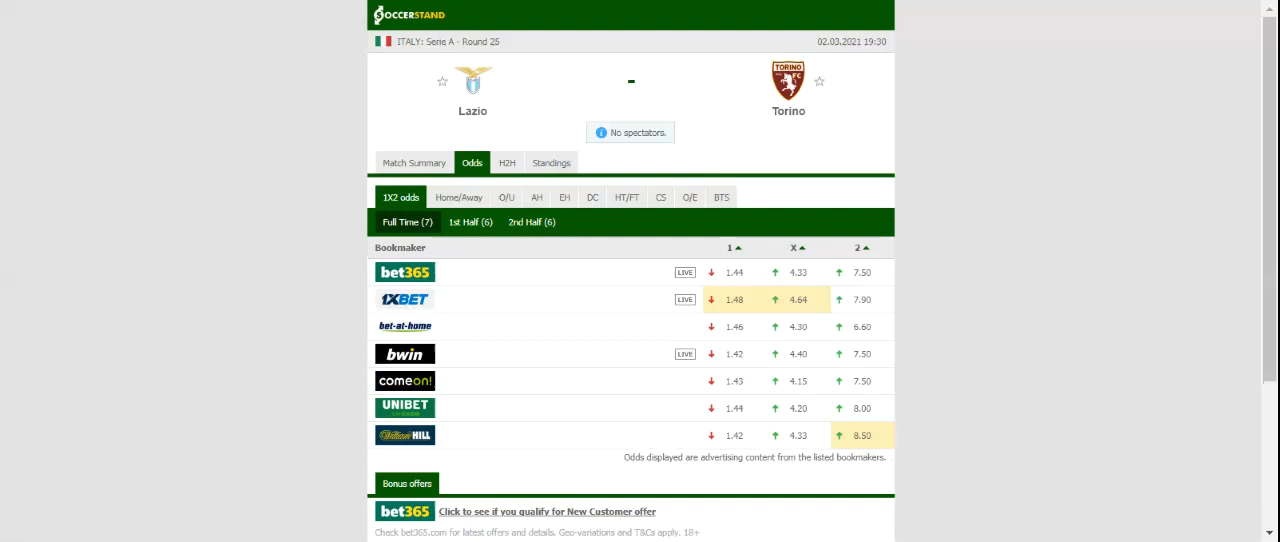 SOCCERSTAND
ITALY: Serie A - Round 25 02.03.2021 19:30
TORINO FC
-
Lazio Torino
No spectators.
Match Summary Odds H2H Standings
1X2 odds Home/Away O/U AH EH DC HT/FT CS O/E BTS
Full Time (7) 1st Half (6) 2nd Half (6)
Bookmaker 1 X 2
bet365 LIVE 1.44 4.33 7.50
1XBET LIVE 1.48 4.64 7.90
bet-at-home 1.46 4.30 6.60
bwin LIVE 1.42 4.40 7.50
comeon! 1.43 4.15 7.50
UNIBET 1.44 4.20 8.00
William HILL 1.42 4.33 8.50
Odds displayed are advertising content from the listed bookmakers.
Bonus offers
bet365 Click to see if you qualify for New Customer offer
Check bet365.com for latest offers and details. Geo-variations and T&Cs apply. 18+